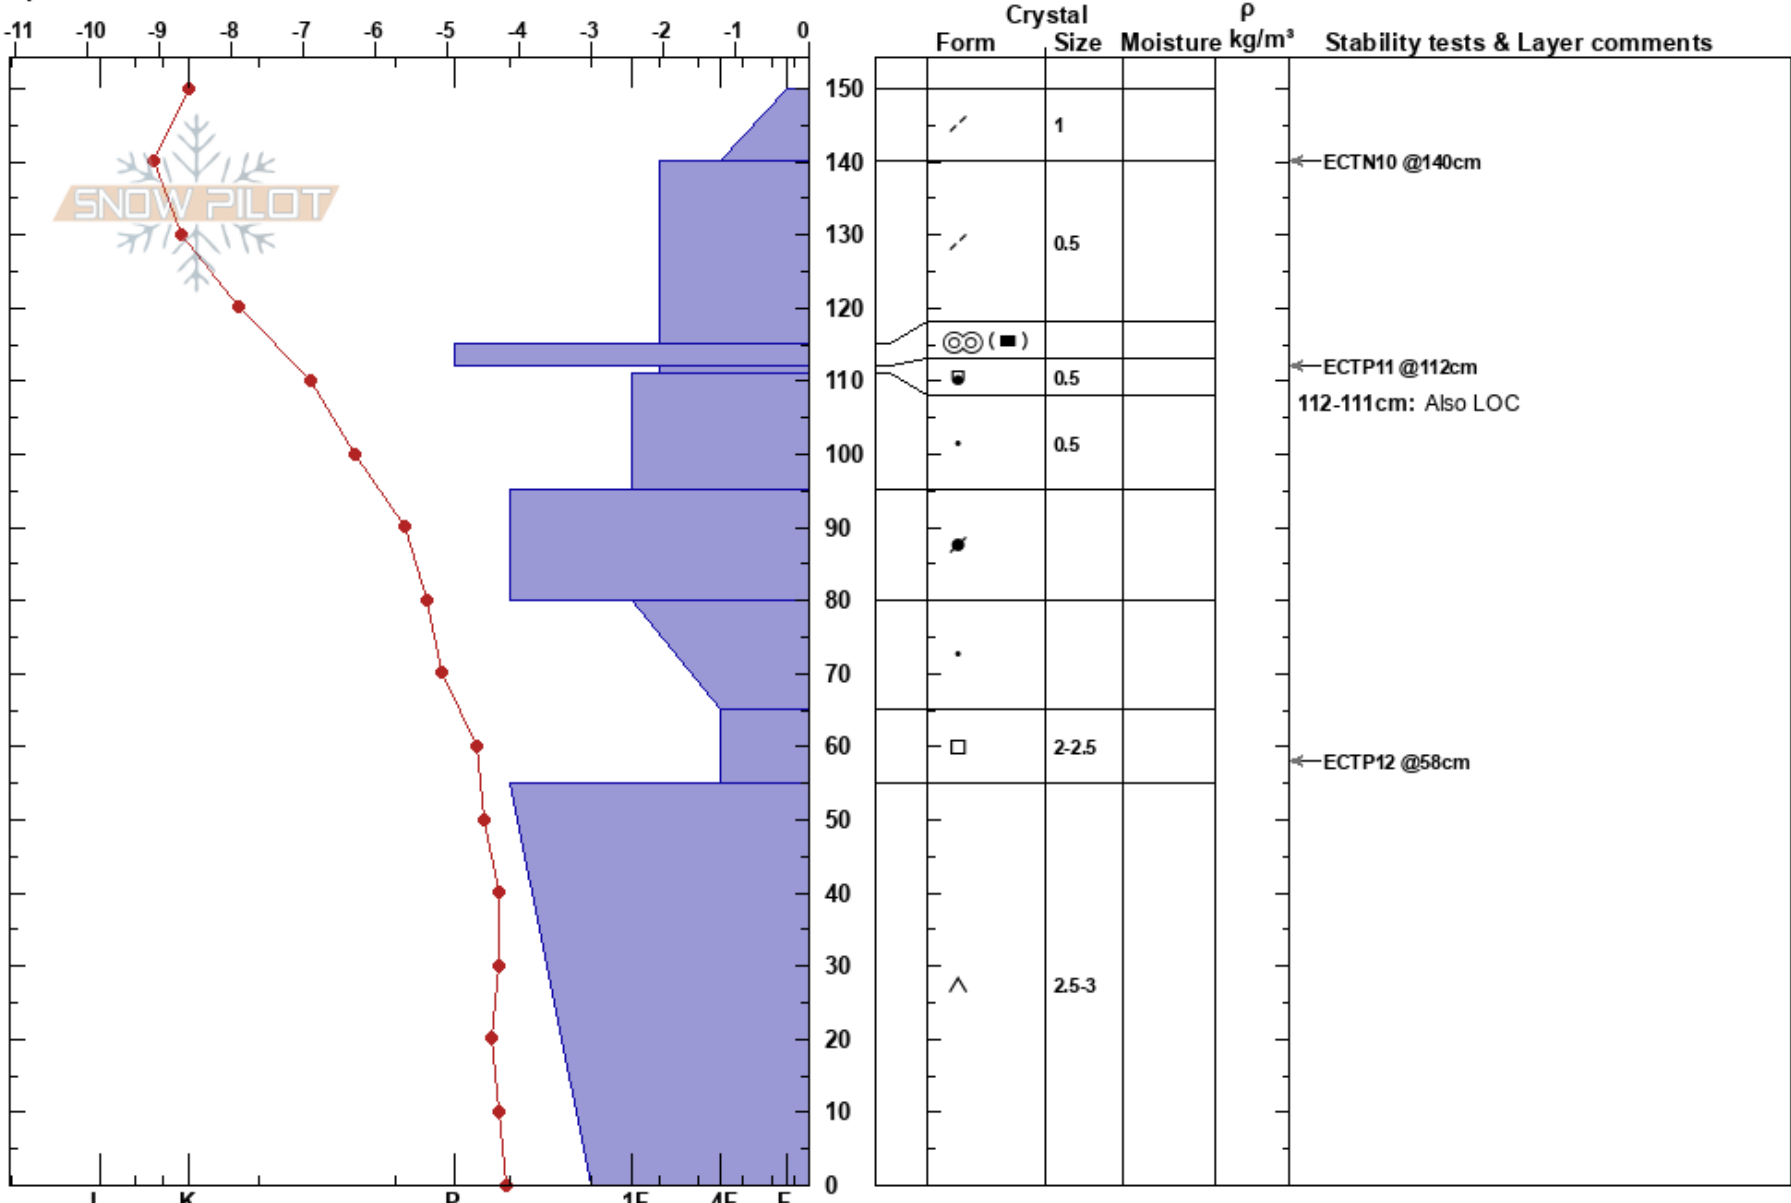 Crystal
ρ
-11 -10 -9 -8 -7 -6 -5 -4 -3 -2 -1 0
Form Size Moisture kg/m³ Stability tests & Layer comments
150
1
140
ECTN10 @140cm
SNOW PILOT
130
0.5
120
( )
110
ECTP11 @112cm
0.5
112-111cm: Also LOC
100
0.5
90
80
70
60
2-2.5
ECTP12 @58cm
50
40
30
2.5-3
20
10
0
I K P 1F 4F F